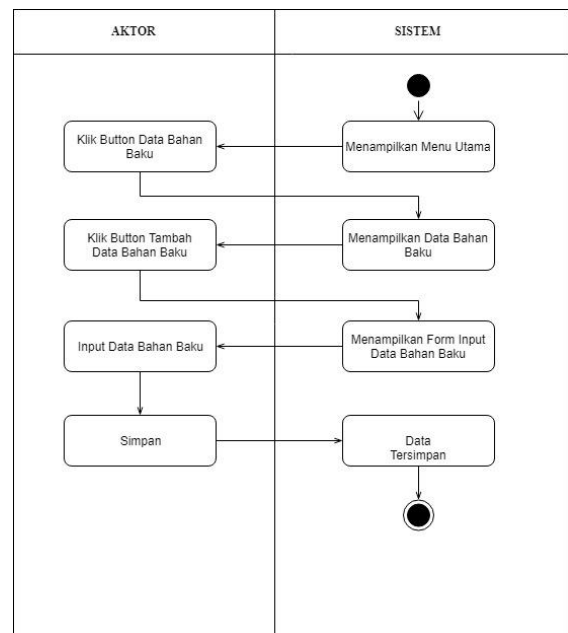 AKTOR
SISTEM
Menampilkan Menu Utama
Klik Button Data Bahan
Baku
Menampilkan Data Bahan
Baku
Klik Button Tambah
Data Bahan Baku
Menampilkan Form Input
Data Bahan Baku
Input Data Bahan Baku
Simpan
Data
Tersimpan